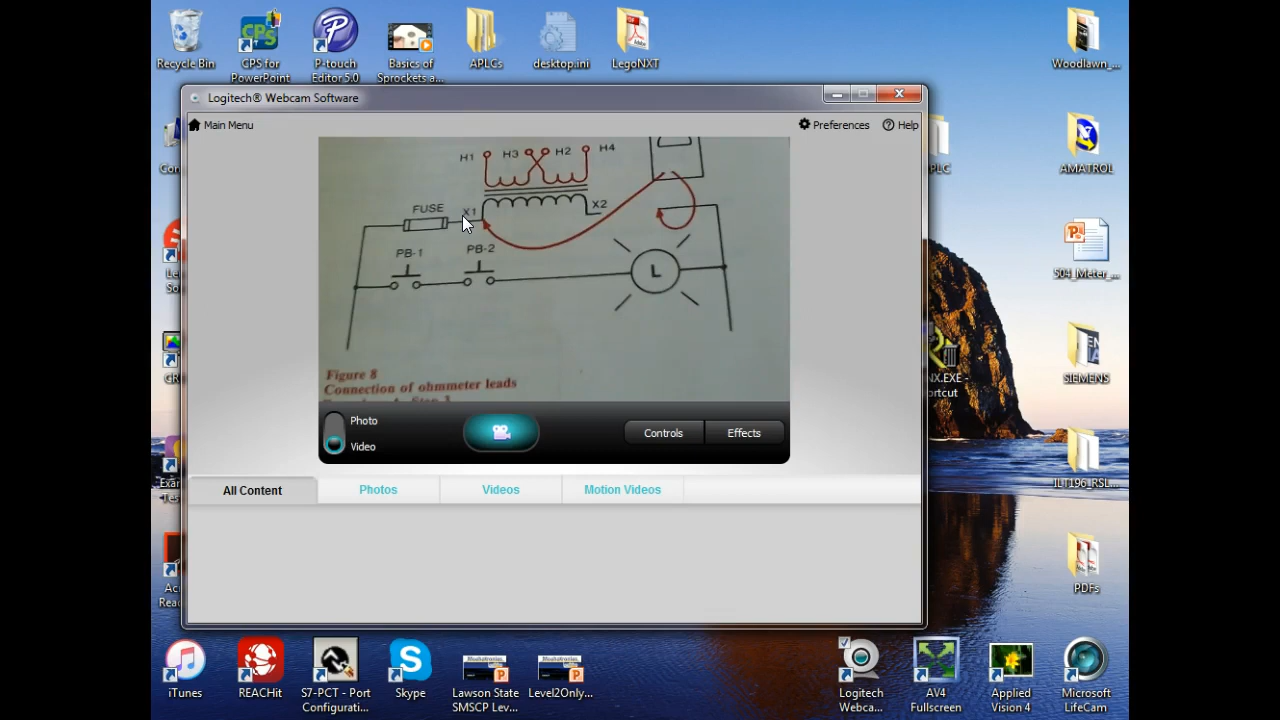 Recycle Bin
CPS for
PowerPoint
P-touch
Editor 5.0
Basics of
Sprockets a...
APLCs
desktop.ini
LegoNXT
Woodlawn_...
Logitech® Webcam Software
Main Menu
Preferences
Help
AMATROL
H1
H3
H2
H4
FUSE
X1
X2
PB-1
PB-2
L
S04_Meter_...
Figure 8
Connection of ohmmeter leads
SIEMENS
Photo
Video
Controls
Effects
All Content
Photos
Videos
Motion Videos
ILT196_RSL...
PDFs
iTunes
REACHit
S7-PCT - Port
Configurati...
Skype
Lawson State
SMSCP Lev...
Level2Only...
Logitech
Webca...
AV4
Fullscreen
Applied
Vision 4
Microsoft
LifeCam